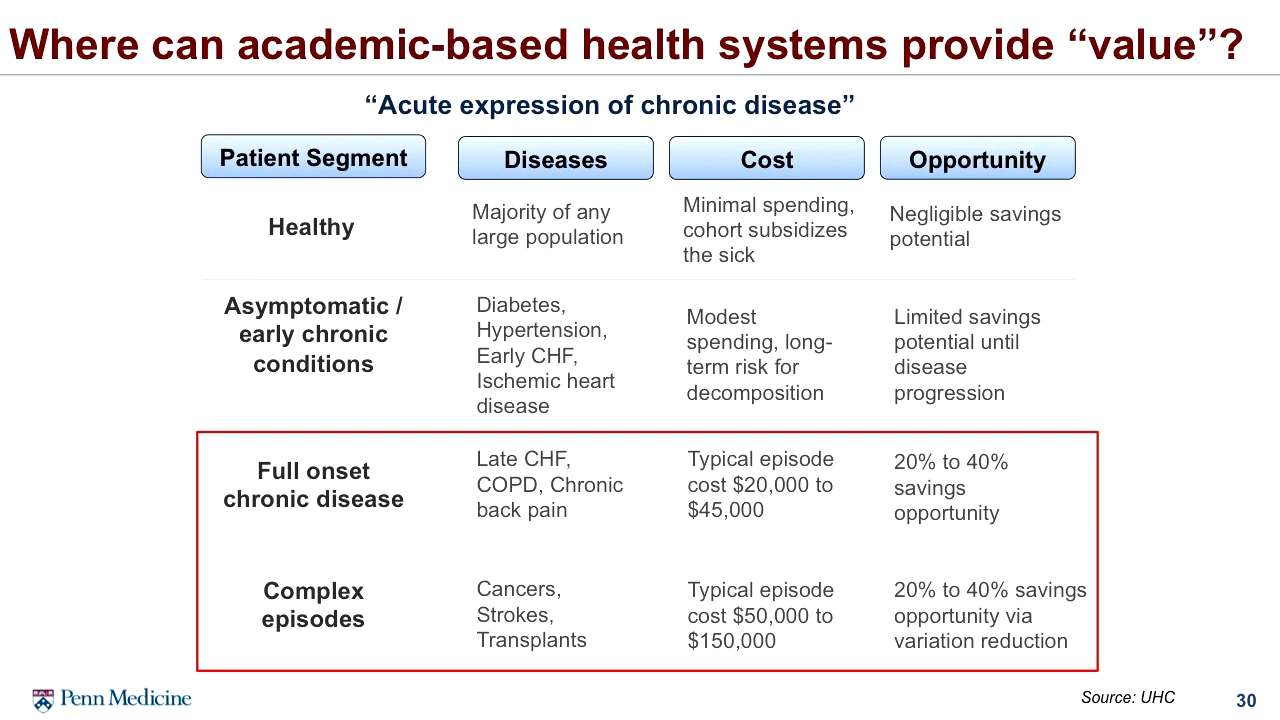 Where can academic-based health systems provide “value”?
“Acute expression of chronic disease”
Patient Segment
Diseases
Cost
Opportunity
Healthy
Majority of any
large population
Minimal spending,
cohort subsidizes
the sick
Negligible savings
potential
Asymptomatic /
early chronic
conditions
Diabetes,
Hypertension,
Early CHF,
Ischemic heart
disease
Modest
spending, long-
term risk for
decomposition
Limited savings
potential until
disease
progression
Full onset
chronic disease
Late CHF,
COPD, Chronic
back pain
Typical episode
cost $20,000 to
$45,000
20% to 40%
savings
opportunity
Complex
episodes
Cancers,
Strokes,
Transplants
Typical episode
cost $50,000 to
$150,000
20% to 40% savings
opportunity via
variation reduction
Penn Medicine
Source: UHC
30